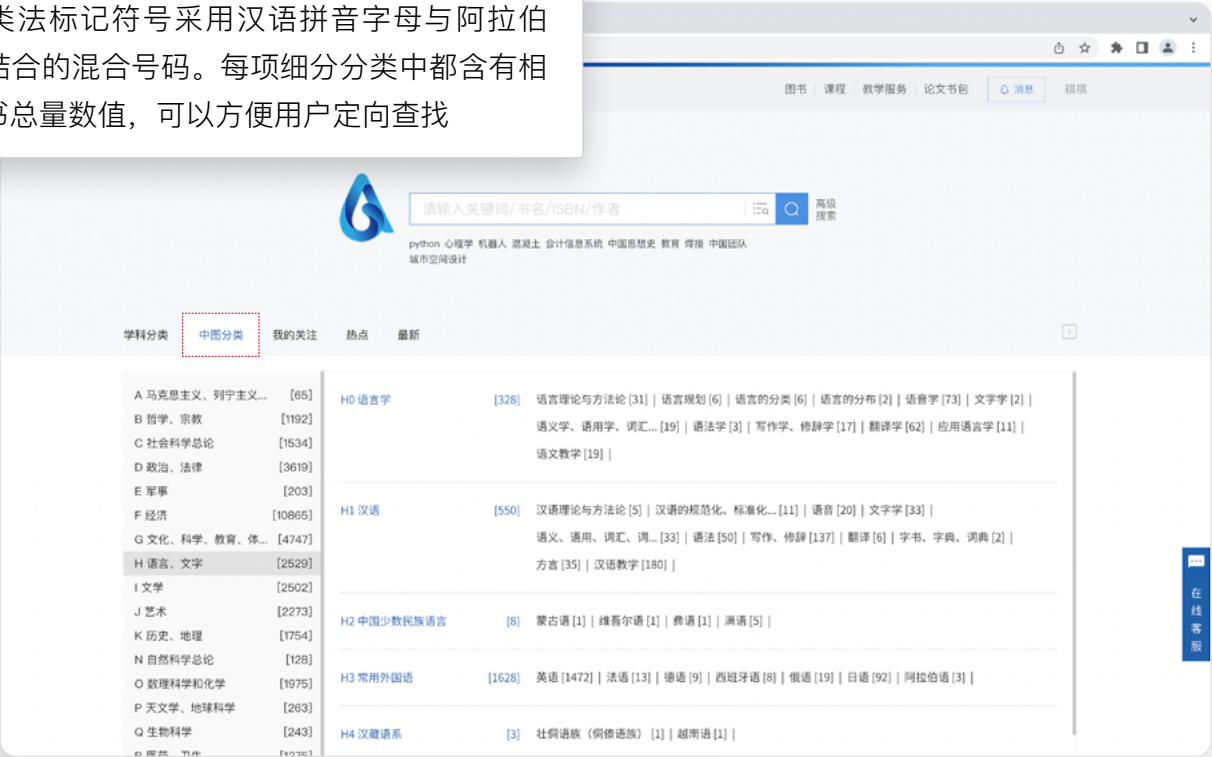 类法标记符号采用汉语拼音字母与阿拉伯
结合的混合号码。每项细分分类中都含有相
书总量数值，可以方便用户定向查找
图书 课程 教学服务 论文书包 消息 祺祺
请输入关键词/书名/ISBN/作者
高级
搜索
python 心理学 机器人 混凝土 会计信息系统 中国思想史 教育 焊接 中国团队
城市空间设计
学科分类 中图分类 我的关注 热点 最新
A 马克思主义、列宁主义... [65]
B 哲学、宗教 [1192]
C 社会科学总论 [1534]
D 政治、法律 [3619]
E 军事 [203]
F 经济 [10865]
G 文化、科学、教育、体... [4747]
H 语言、文字 [2529]
I 文学 [2502]
J 艺术 [2273]
K 历史、地理 [1754]
N 自然科学总论 [128]
O 数理科学和化学 [1975]
P 天文学、地球科学 [263]
Q 生物科学 [243]
R 医药、卫生 [1275]
H0 语言学 [328] 语言理论与方法论 [31] | 语言规划 [6] | 语言的分类 [6] | 语言的分布 [2] | 语音学 [73] | 文字学 [2] |
语义学、语用学、词汇... [19] | 语法学 [3] | 写作学、修辞学 [17] | 翻译学 [62] | 应用语言学 [11] |
语文教学 [19] |
H1 汉语 [550] 汉语理论与方法论 [5] | 汉语的规范化、标准化... [11] | 语音 [20] | 文字学 [33] |
语义、语用、词汇、词... [33] | 语法 [50] | 写作、修辞 [137] | 翻译 [6] | 字书、字典、词典 [2] |
方言 [35] | 汉语教学 [180] |
H2 中国少数民族语言 [8] 蒙古语 [1] | 维吾尔语 [1] | 彝语 [1] | 满语 [5] |
H3 常用外国语 [1628] 英语 [1472] | 法语 [13] | 德语 [9] | 西班牙语 [8] | 俄语 [19] | 日语 [92] | 阿拉伯语 [3] |
H4 汉藏语系 [3] 壮侗语族（侗傣语族） [1] | 越南语 [1] |
在
线
客
服